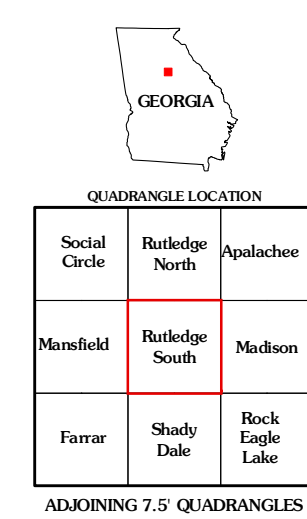 GEORGIA
QUADRANGLE LOCATION
Social
Circle
Rutledge
North
Apalachee
Mansfield
Rutledge
South
Madison
Farrar
Shady
Dale
Rock
Eagle
Lake
ADJOINING 7.5' QUADRANGLES